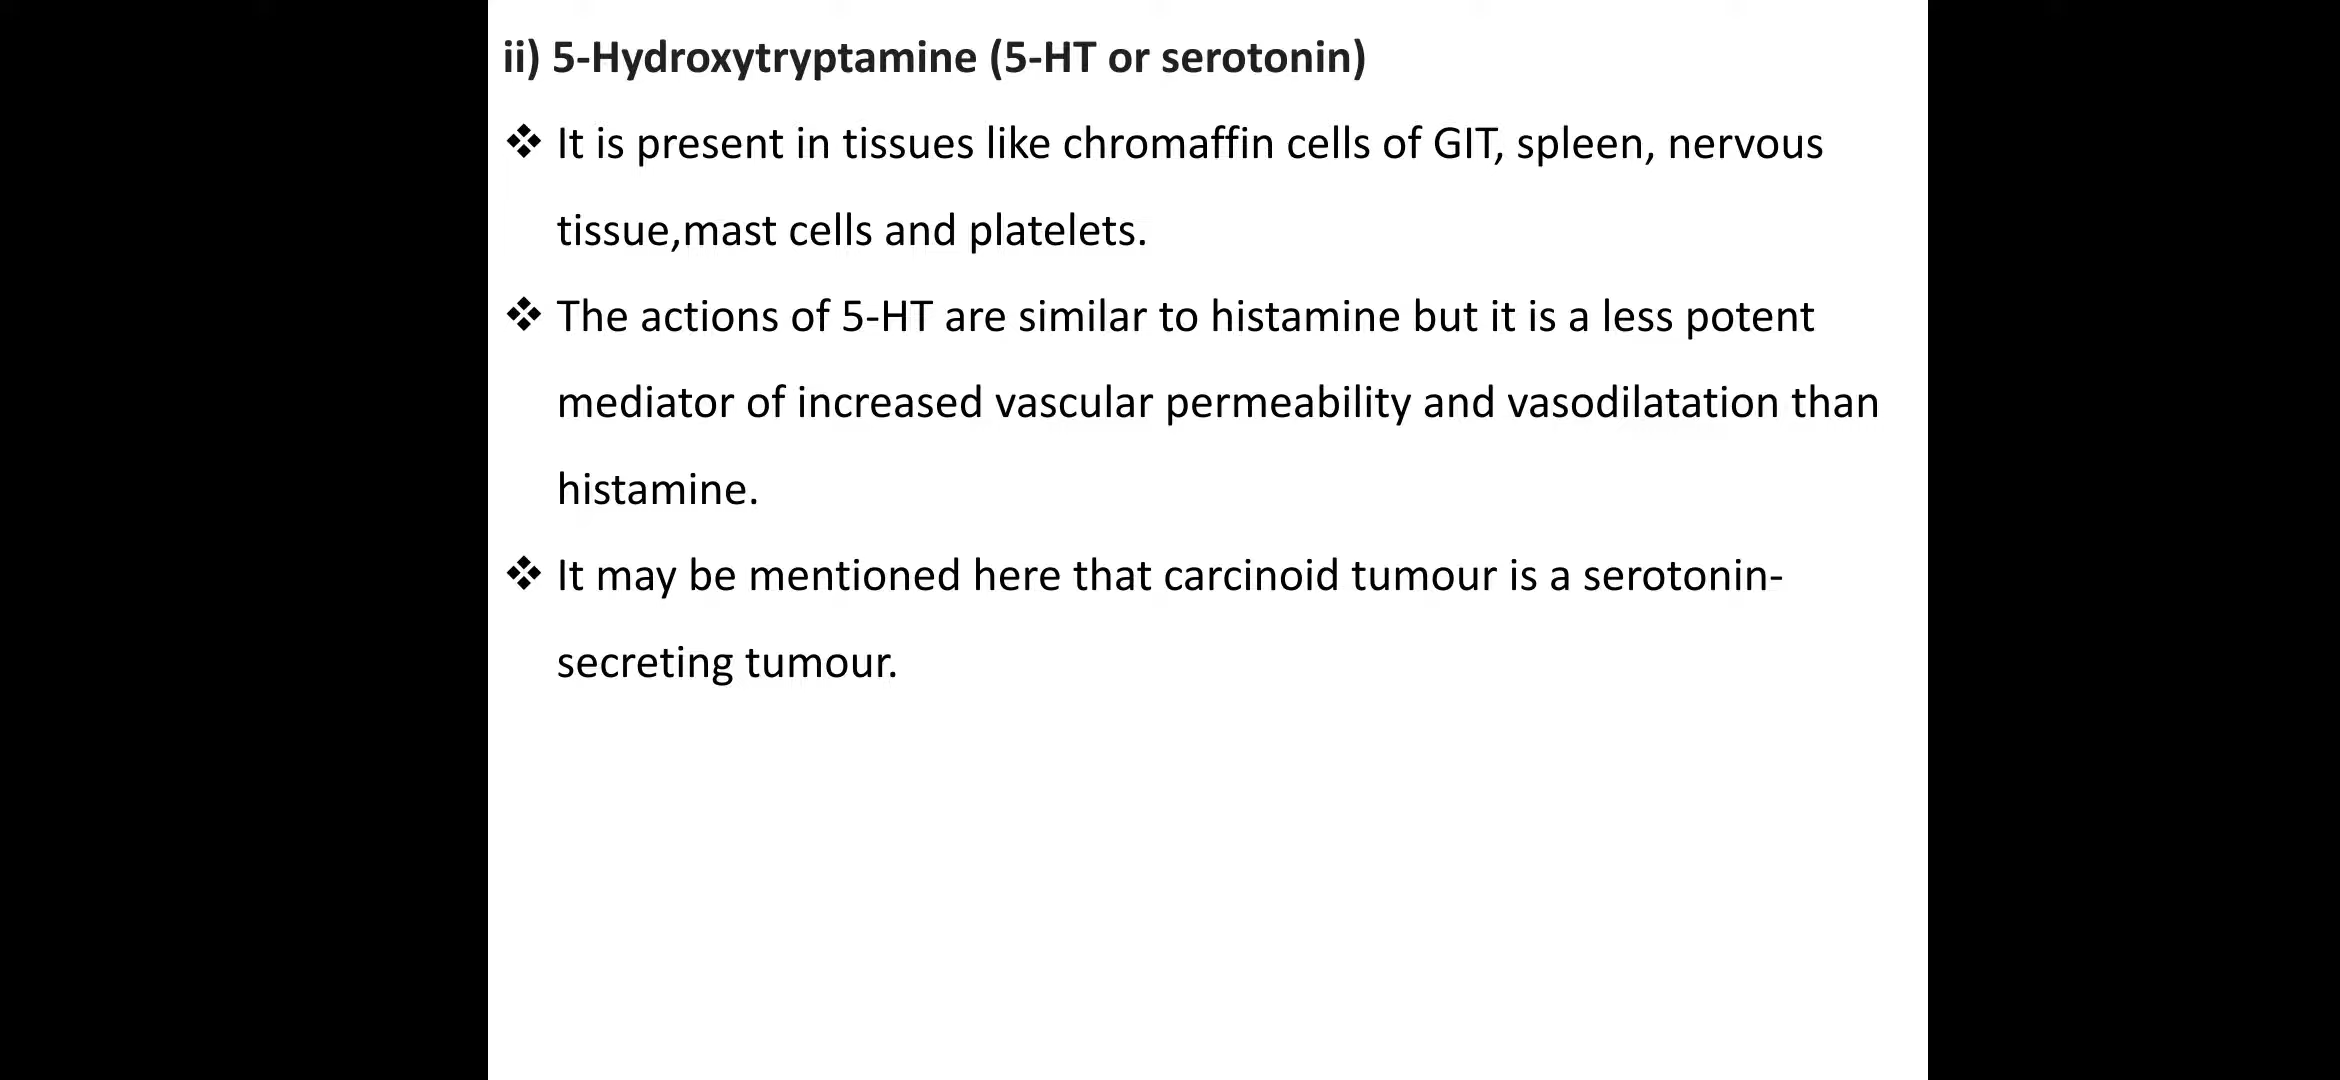 ii) 5-Hydroxytryptamine (5-HT or serotonin)
❖ It is present in tissues like chromaffin cells of GIT, spleen, nervous
tissue,mast cells and platelets.
❖ The actions of 5-HT are similar to histamine but it is a less potent
mediator of increased vascular permeability and vasodilatation than
histamine.
❖ It may be mentioned here that carcinoid tumour is a serotonin-
secreting tumour.